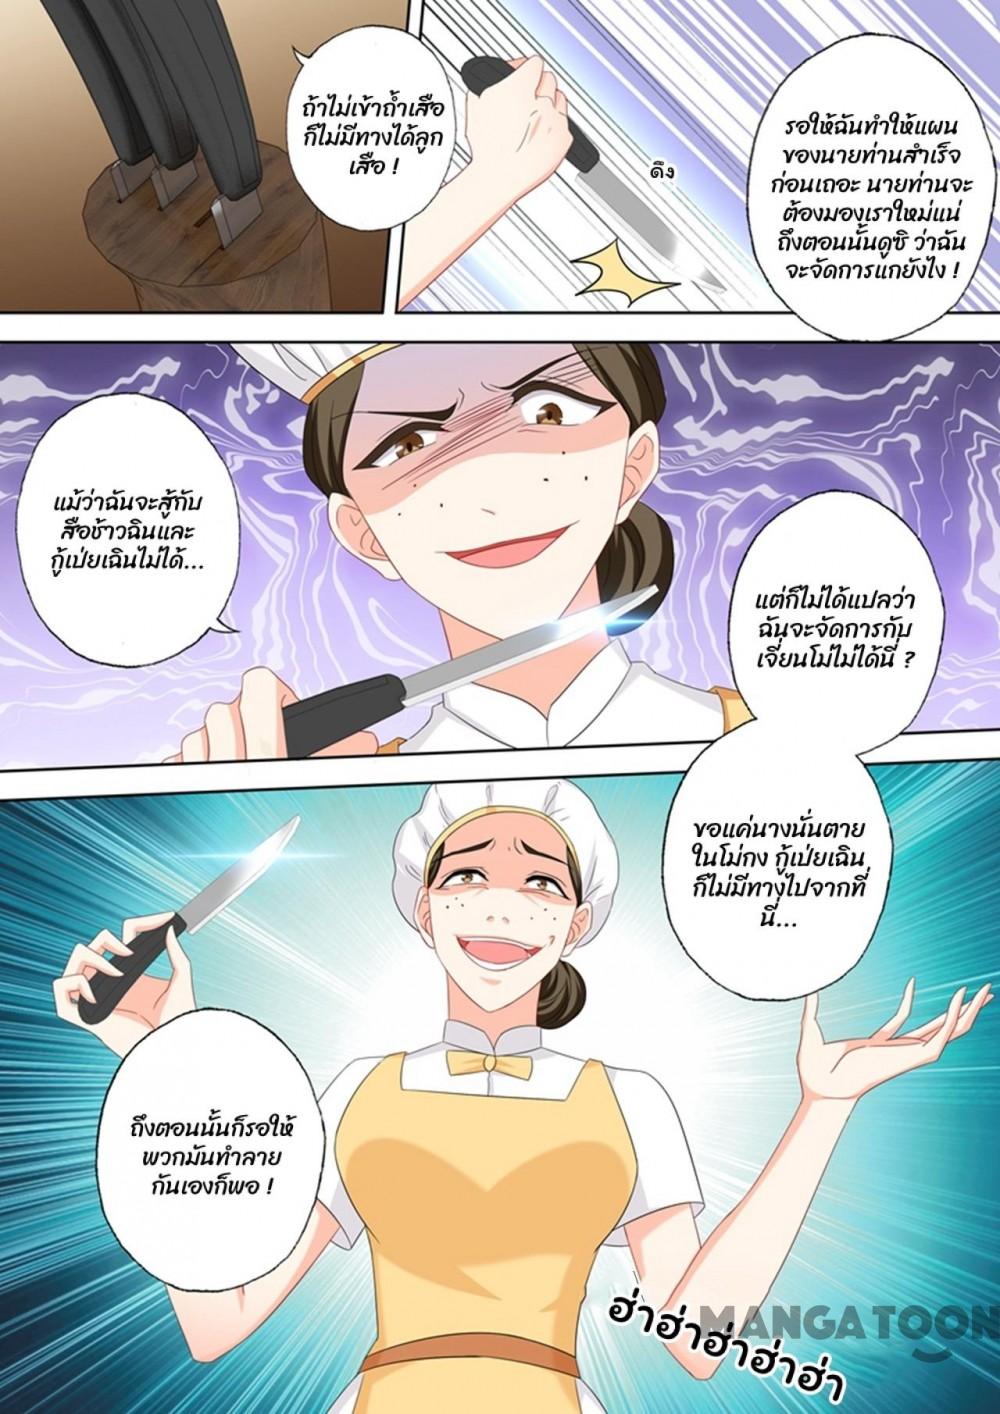 ถ้าไม่เข้าถ้ำเสือ
ก็ไม่มีทางได้ลูก
เสือ !
ดึง
รอให้ฉันทำให้แผน
ของนายท่านสำเร็จ
ก่อนเถอะ นายท่านจะ
ต้องมองเราใหม่แน่
ถึงตอนนั้นดูซิ ว่าฉัน
จะจัดการแกยังไง !
แม้ว่าฉันจะสู้กับ
สือช้าวฉินและ
กู้เป่ยเฉินไม่ได้...
แต่ก็ไม่ได้แปลว่า
ฉันจะจัดการกับ
เจี่ยนโม่ไม่ได้นี่ ?
ขอแค่นางนั่นตาย
ในโม่กง กู้เป่ยเฉิน
ก็ไม่มีทางไปจากที่
นี่...
ถึงตอนนั้นก็รอให้
พวกมันทำลาย
กันเองก็พอ !
ฮ่าฮ่าฮ่าฮ่าฮ่า
MANGATOON